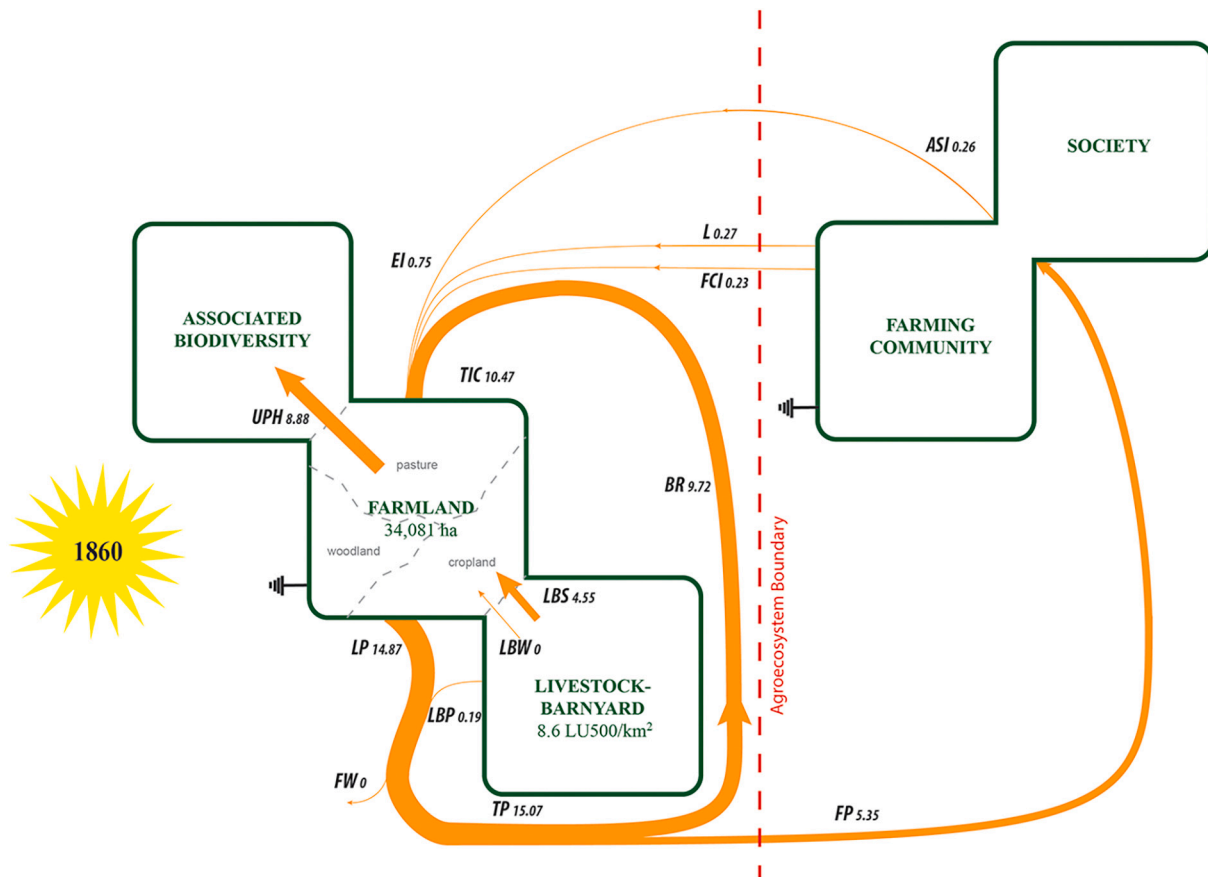 SOCIETY
ASI 0.26
L 0.27
EI 0.75
FCI 0.23
ASSOCIATED
BIODIVERSITY
FARMING
COMMUNITY
TIC 10.47
UPH 8.88
pasture
BR 9.72
FARMLAND
34,081 ha
1860
woodland
cropland
LBS 4.55
LP 14.87
LBW 0
Agroecosystem Boundary
LIVESTOCK-
BARNYARD
8.6 LU500/km²
LBP 0.19
FW 0
TP 15.07
FP 5.35